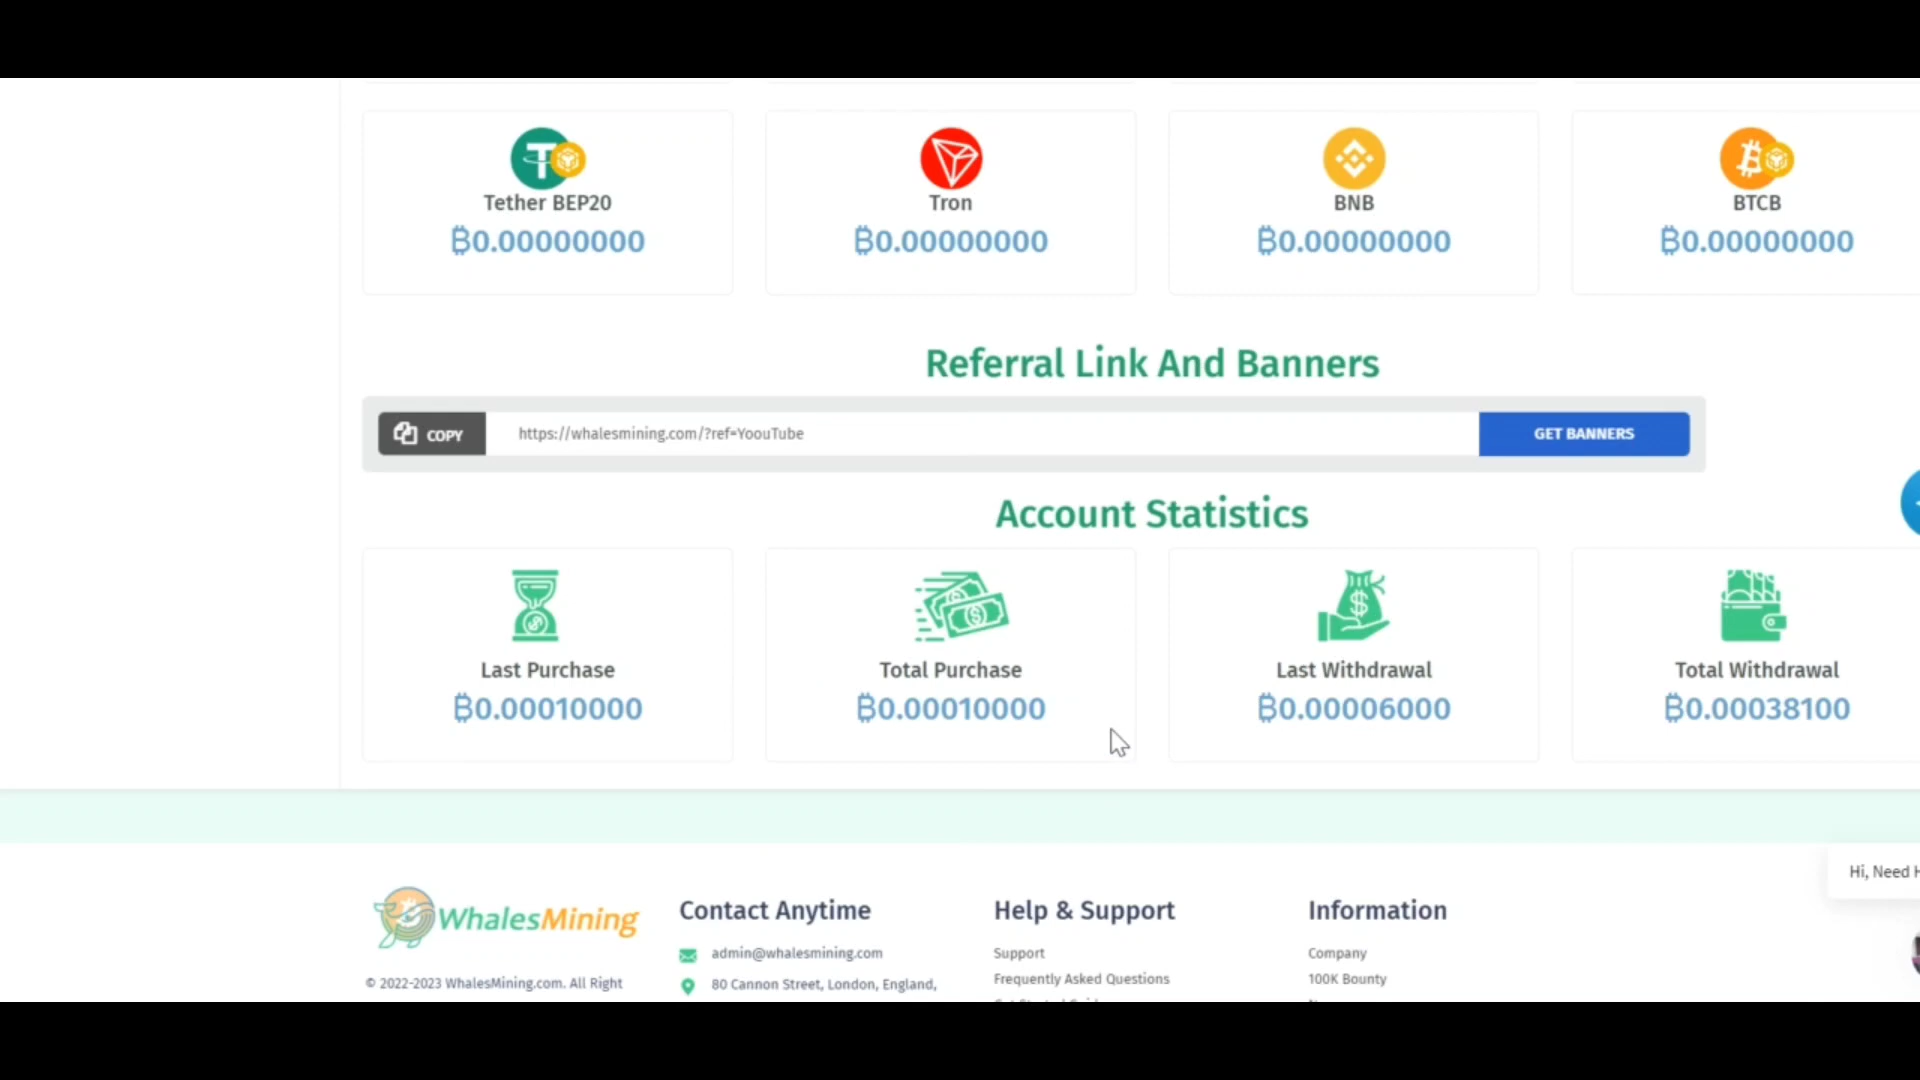 Tether BEP20
₿0.00000000
Tron
₿0.00000000
BNB
₿0.00000000
BTCB
₿0.00000000
Referral Link And Banners
COPY
https://whalesmining.com/?ref=YoouTube
GET BANNERS
Account Statistics
Last Purchase
₿0.00010000
Total Purchase
₿0.00010000
Last Withdrawal
₿0.00006000
Total Withdrawal
₿0.00038100
Hi, Need
WhalesMining
© 2022-2023 WhalesMining.com. All Right
Contact Anytime
admin@whalesmining.com
80 Cannon Street, London, England,
Help & Support
Support
Frequently Asked Questions
Information
Company
100K Bounty